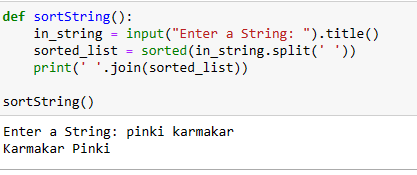 def sortString():
    in_string = input("Enter a String: ").title()
    sorted_list = sorted(in_string.split(' '))
    print(' '.join(sorted_list))
sortString()
Enter a String: pinki karmakar
Karmakar Pinki